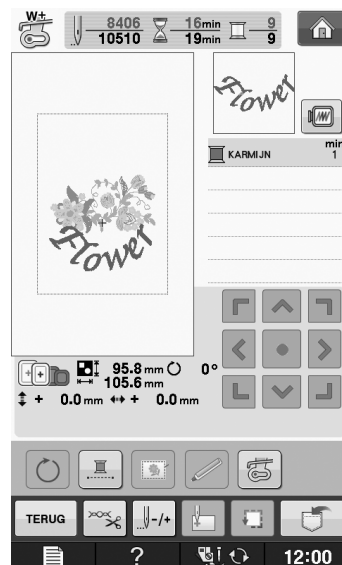 W+
8406 16min 9
10510 19min 9
Flower
min
KARMIJN 1
Flower
95.8 mm 0°
105.6 mm
+ 0.0 mm + 0.0 mm
TERUG -/+
? 12:00